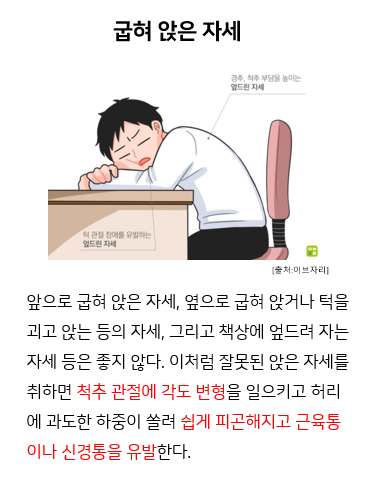 굽혀 앉은 자세
경추, 척추 부담을 높이는
엎드린 자세
턱 관절 장애를 유발하는
엎드린 자세
[출처:이브자리]
앞으로 굽혀 앉은 자세, 옆으로 굽혀 앉거나 턱을
괴고 앉는 등의 자세, 그리고 책상에 엎드려 자는
자세 등은 좋지 않다. 이처럼 잘못된 앉은 자세를
취하면 척추 관절에 각도 변형을 일으키고 허리
에 과도한 하중이 쏠려 쉽게 피곤해지고 근육통
이나 신경통을 유발한다.